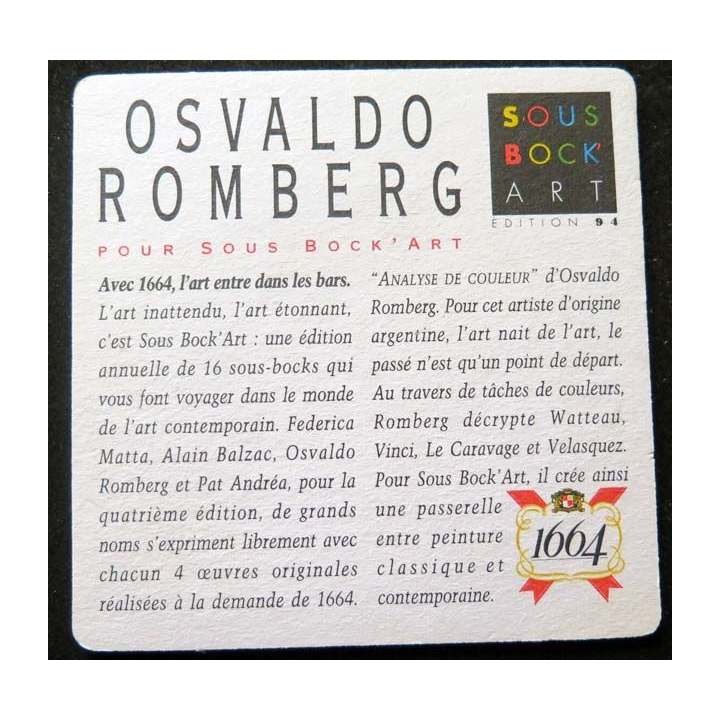 OSVALDO
ROMBERG
POUR SOUS BOCK'ART
SOUS
BOCK'
ART
ÉDITION 94
Avec 1664, l'art entre dans les bars.
L'art inattendu, l'art étonnant,
c'est Sous Bock'Art : une édition
annuelle de 16 sous-bocks qui
vous font voyager dans le monde
de l'art contemporain. Federica
Matta, Alain Balzac, Osvaldo
Romberg et Pat Andréa, pour la
quatrième édition, de grands
noms s'expriment librement avec
chacun 4 œuvres originales
réalisées à la demande de 1664.
"ANALYSE DE COULEUR" d'Osvaldo
Romberg. Pour cet artiste d'origine
argentine, l'art nait de l'art, le
passé n'est qu'un point de départ.
Au travers de tâches de couleurs,
Romberg décrypte Watteau,
Vinci, Le Caravage et Velasquez.
Pour Sous Bock'Art, il crée ainsi
une passerelle
entre peinture
classique et
contemporaine.
1664